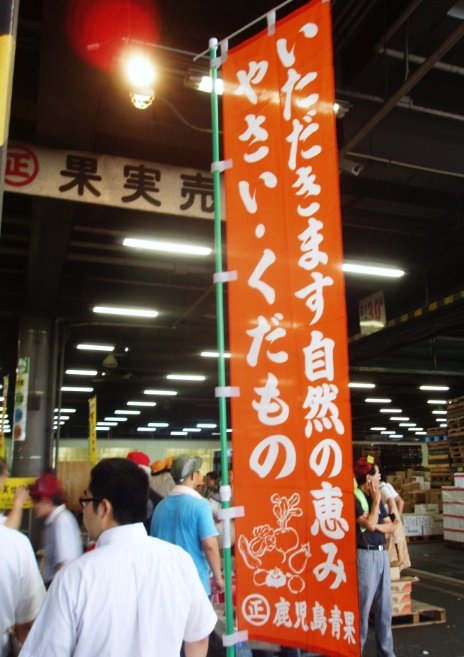 いただきます自然の恵み
やさい・くだもの
㊣鹿児島青果
㊣果実売